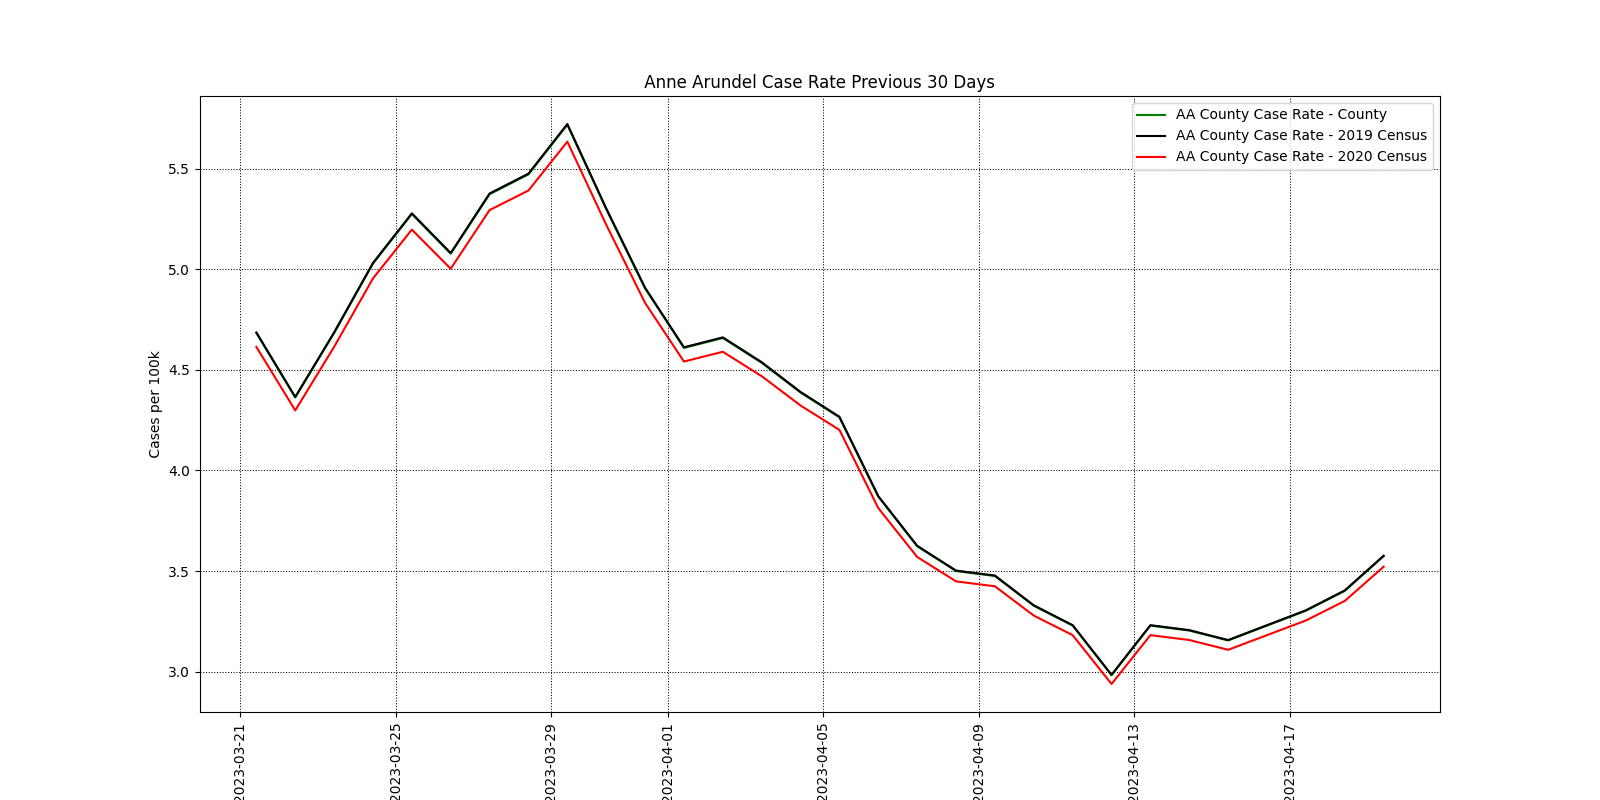 Anne Arundel Case Rate Previous 30 Days
AA County Case Rate - County
AA County Case Rate - 2019 Census
AA County Case Rate - 2020 Census
Cases per 100k
5.5
5.0
4.5
4.0
3.5
3.0
2023-03-21
2023-03-25
2023-03-29
2023-04-01
2023-04-05
2023-04-09
2023-04-13
2023-04-17